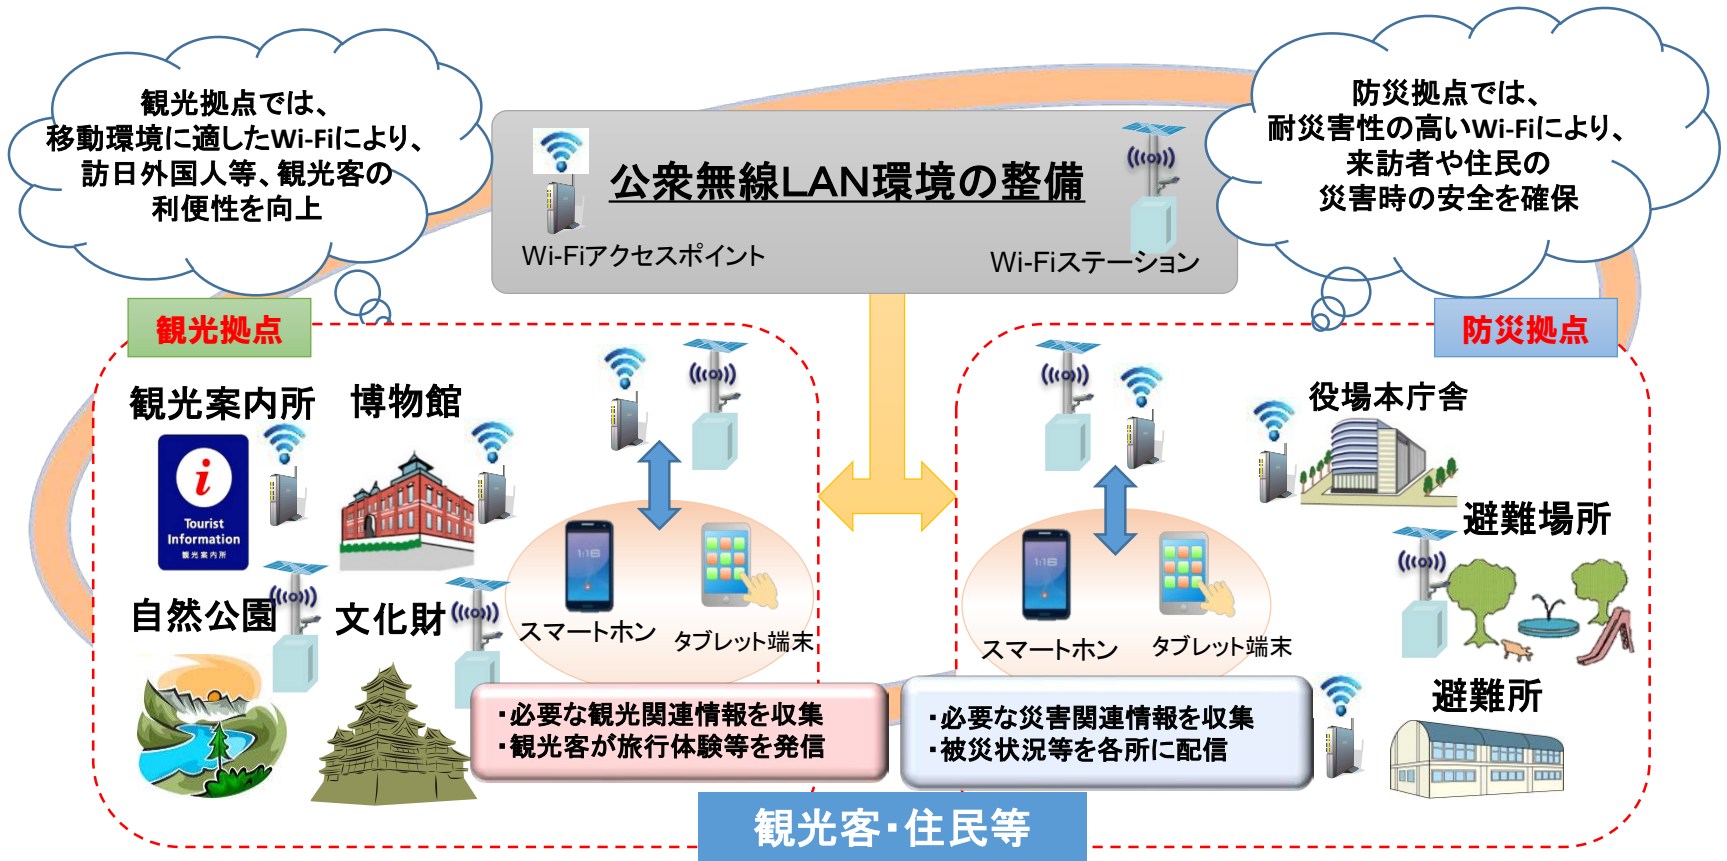 観光拠点では、
移動環境に適したWi-Fiにより、
訪日外国人等、観光客の
利便性を向上
公衆無線LAN環境の整備
Wi-Fiアクセスポイント
Wi-Fiステーション
防災拠点では、
耐災害性の高いWi-Fiにより、
来訪者や住民の
災害時の安全を確保
観光拠点
観光案内所
博物館
i
Tourist
Information
観光案内所
自然公園
文化財
1:16
スマートホン
タブレット端末
・必要な観光関連情報を収集
・観光客が旅行体験等を発信
防災拠点
役場本庁舎
避難場所
避難所
1:16
スマートホン
タブレット端末
・必要な災害関連情報を収集
・被災状況等を各所に配信
観光客・住民等